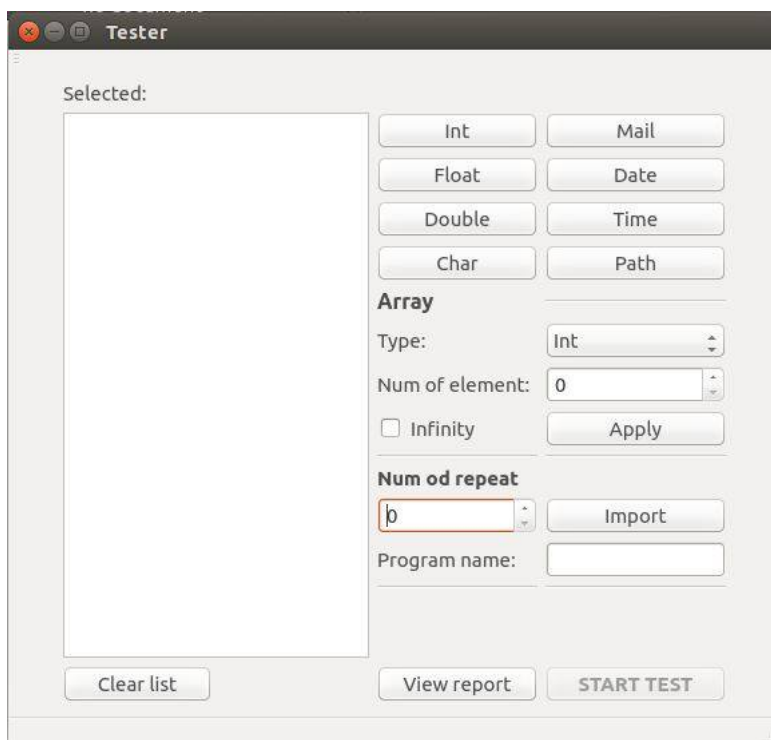 Tester
Selected:
Int Mail
Float Date
Double Time
Char Path
Array
Type: Int
Num of element: 0
Infinity Apply
Num od repeat
0 Import
Program name:
Clear list View report START TEST